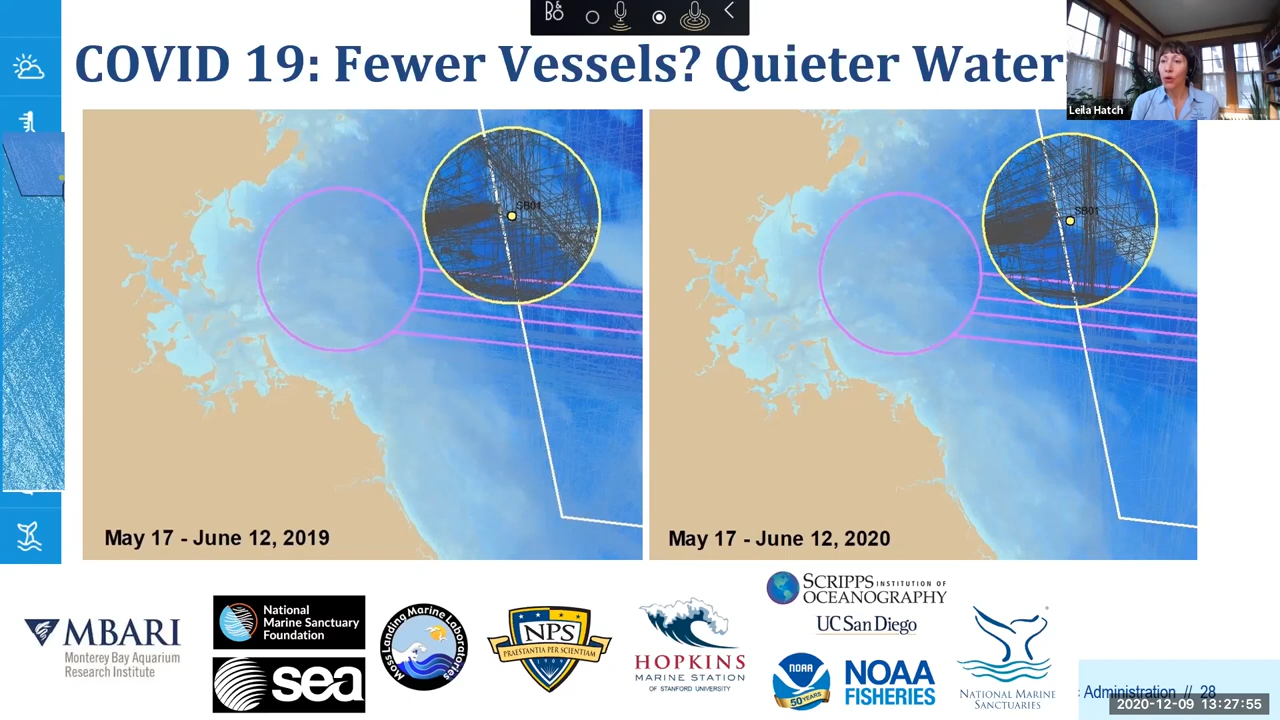 B&O
COVID 19: Fewer Vessels? Quieter Water
Leila Hatch
SB01
SB01
May 17 - June 12, 2019
May 17 - June 12, 2020
MBARI
Monterey Bay Aquarium
Research Institute
National
Marine Sanctuary
Foundation
sea
Moss Landing Marine Laboratories
NPS
PRAESTANTIA PER SCIENTIAM
1909
HOPKINS
MARINE STATION
OF STANFORD UNIVERSITY
SCRIPPS INSTITUTION OF
OCEANOGRAPHY
UC San Diego
NOAA
50 YEARS
NOAA
FISHERIES
NATIONAL MARINE
SANCTUARIES
: Administration // 28
2020-12-09 13:27:55